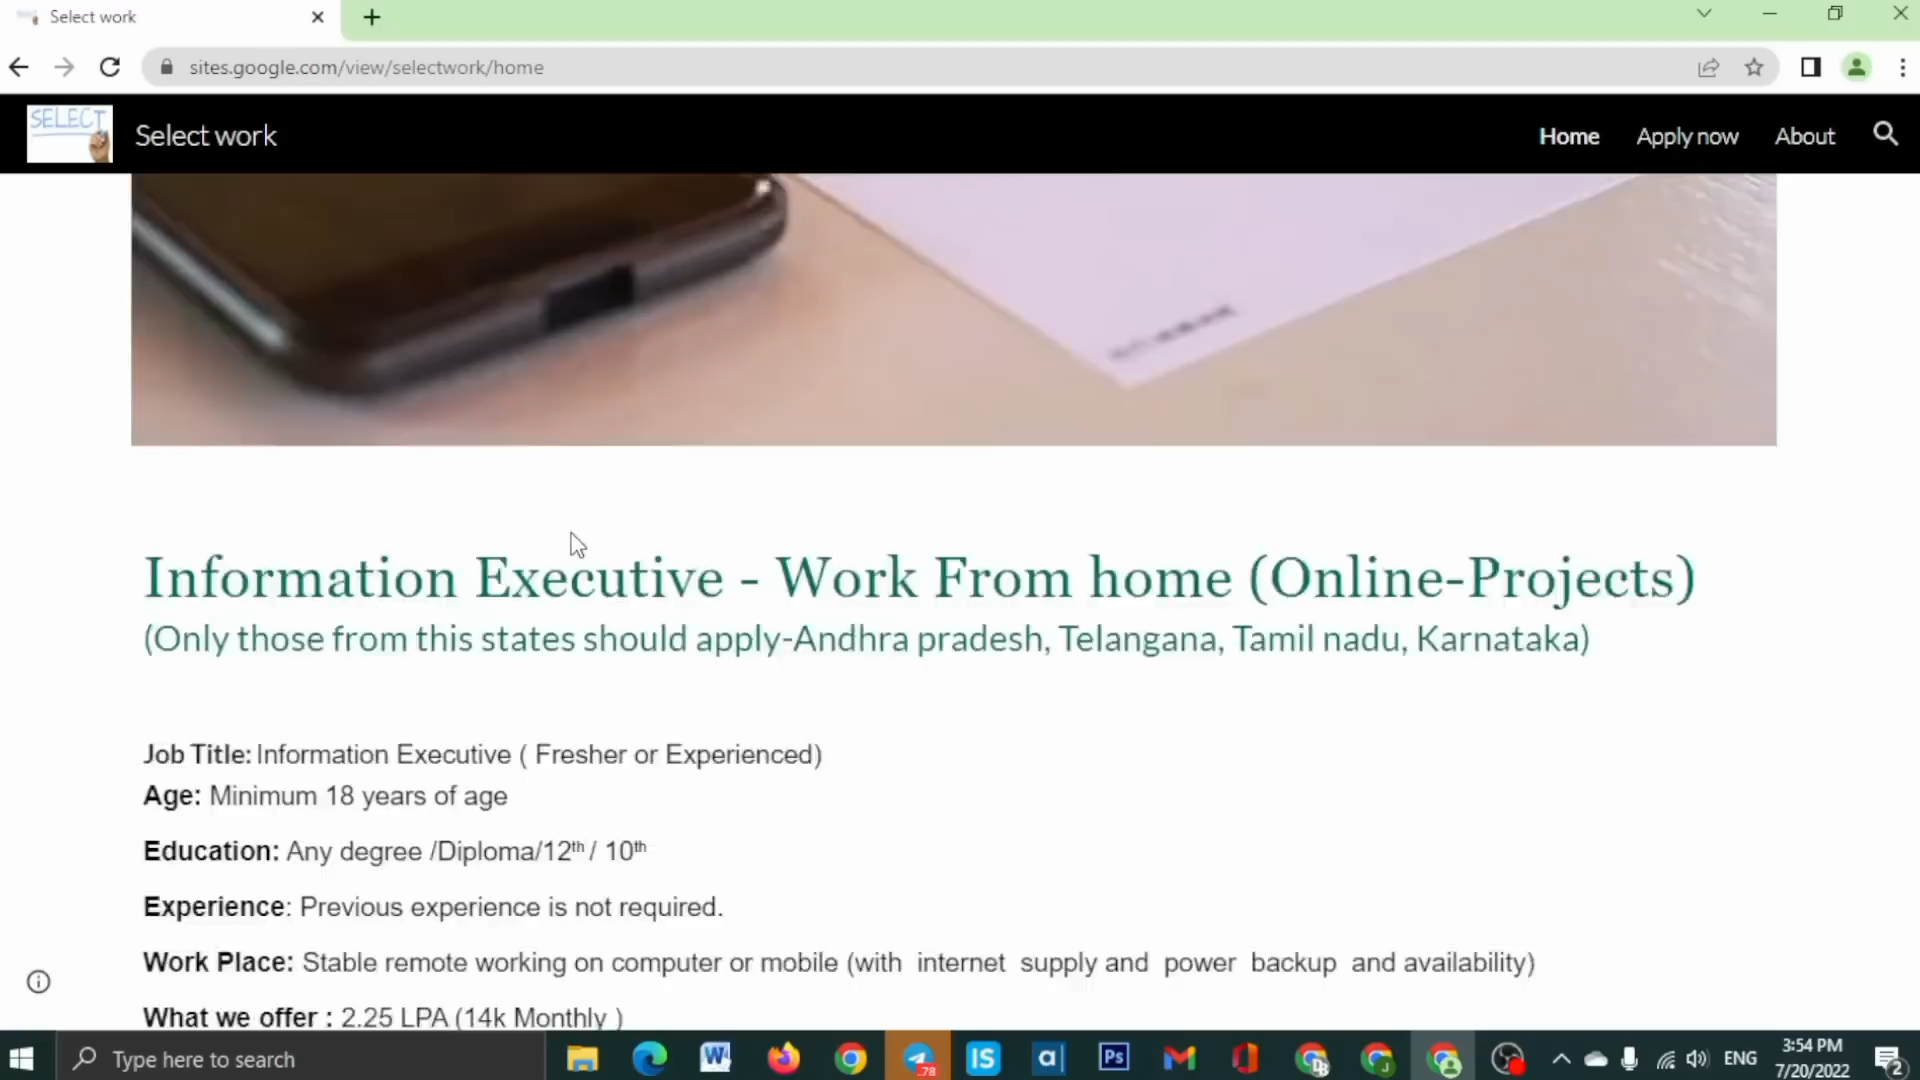 Select work
sites.google.com/view/selectwork/home
SELECT
Select work
Home
Apply now
About
Information Executive - Work From home (Online-Projects)
(Only those from this states should apply-Andhra pradesh, Telangana, Tamil nadu, Karnataka)
Job Title: Information Executive ( Fresher or Experienced)
Age: Minimum 18 years of age
Education: Any degree /Diploma/12th / 10th
Experience: Previous experience is not required.
Work Place: Stable remote working on computer or mobile (with internet supply and power backup and availability)
What we offer : 2.25 LPA (14k Monthly )
Type here to search
W
.78
IS
a
Ps
DB
J
ENG
3:54 PM
7/20/2022
2